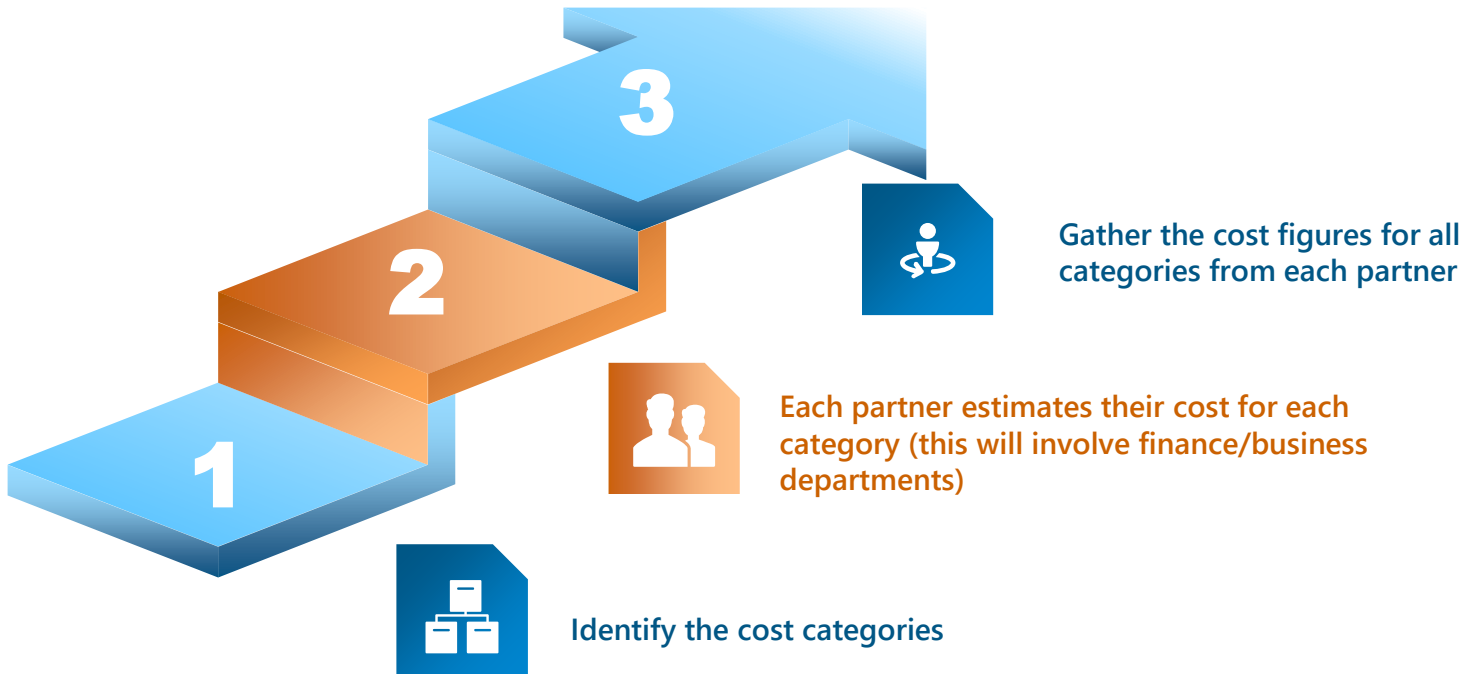 3
Gather the cost figures for all
categories from each partner
2
Each partner estimates their cost for each
category (this will involve finance/business
departments)
1
Identify the cost categories